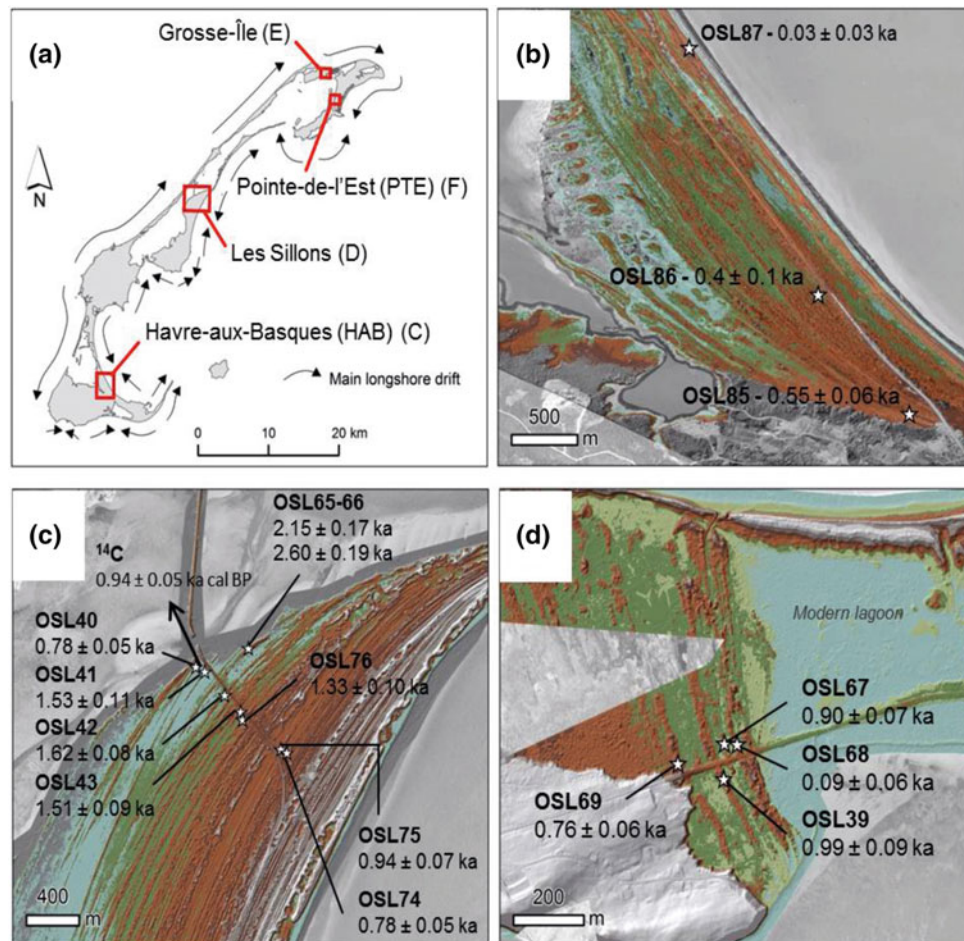 (a)
Grosse-Île (E)
Pointe-de-l'Est (PTE) (F)
Les Sillons (D)
Havre-aux-Basques (HAB) (C)
N
Main longshore drift
0 10 20 km
(b)
OSL87 - 0.03 ± 0.03 ka
OSL86 - 0.4 ± 0.1 ka
OSL85 - 0.55 ± 0.06 ka
500 m
(c)
OSL65-66
2.15 ± 0.17 ka
2.60 ± 0.19 ka
14C
0.94 ± 0.05 ka cal BP
OSL40
0.78 ± 0.05 ka
OSL41
1.53 ± 0.11 ka
OSL42
1.62 ± 0.08 ka
OSL43
1.51 ± 0.09 ka
OSL76
1.33 ± 0.10 ka
OSL75
0.94 ± 0.07 ka
OSL74
0.78 ± 0.05 ka
400 m
(d)
Modern lagoon
OSL67
0.90 ± 0.07 ka
OSL68
0.09 ± 0.06 ka
OSL69
0.76 ± 0.06 ka
OSL39
0.99 ± 0.09 ka
200 m